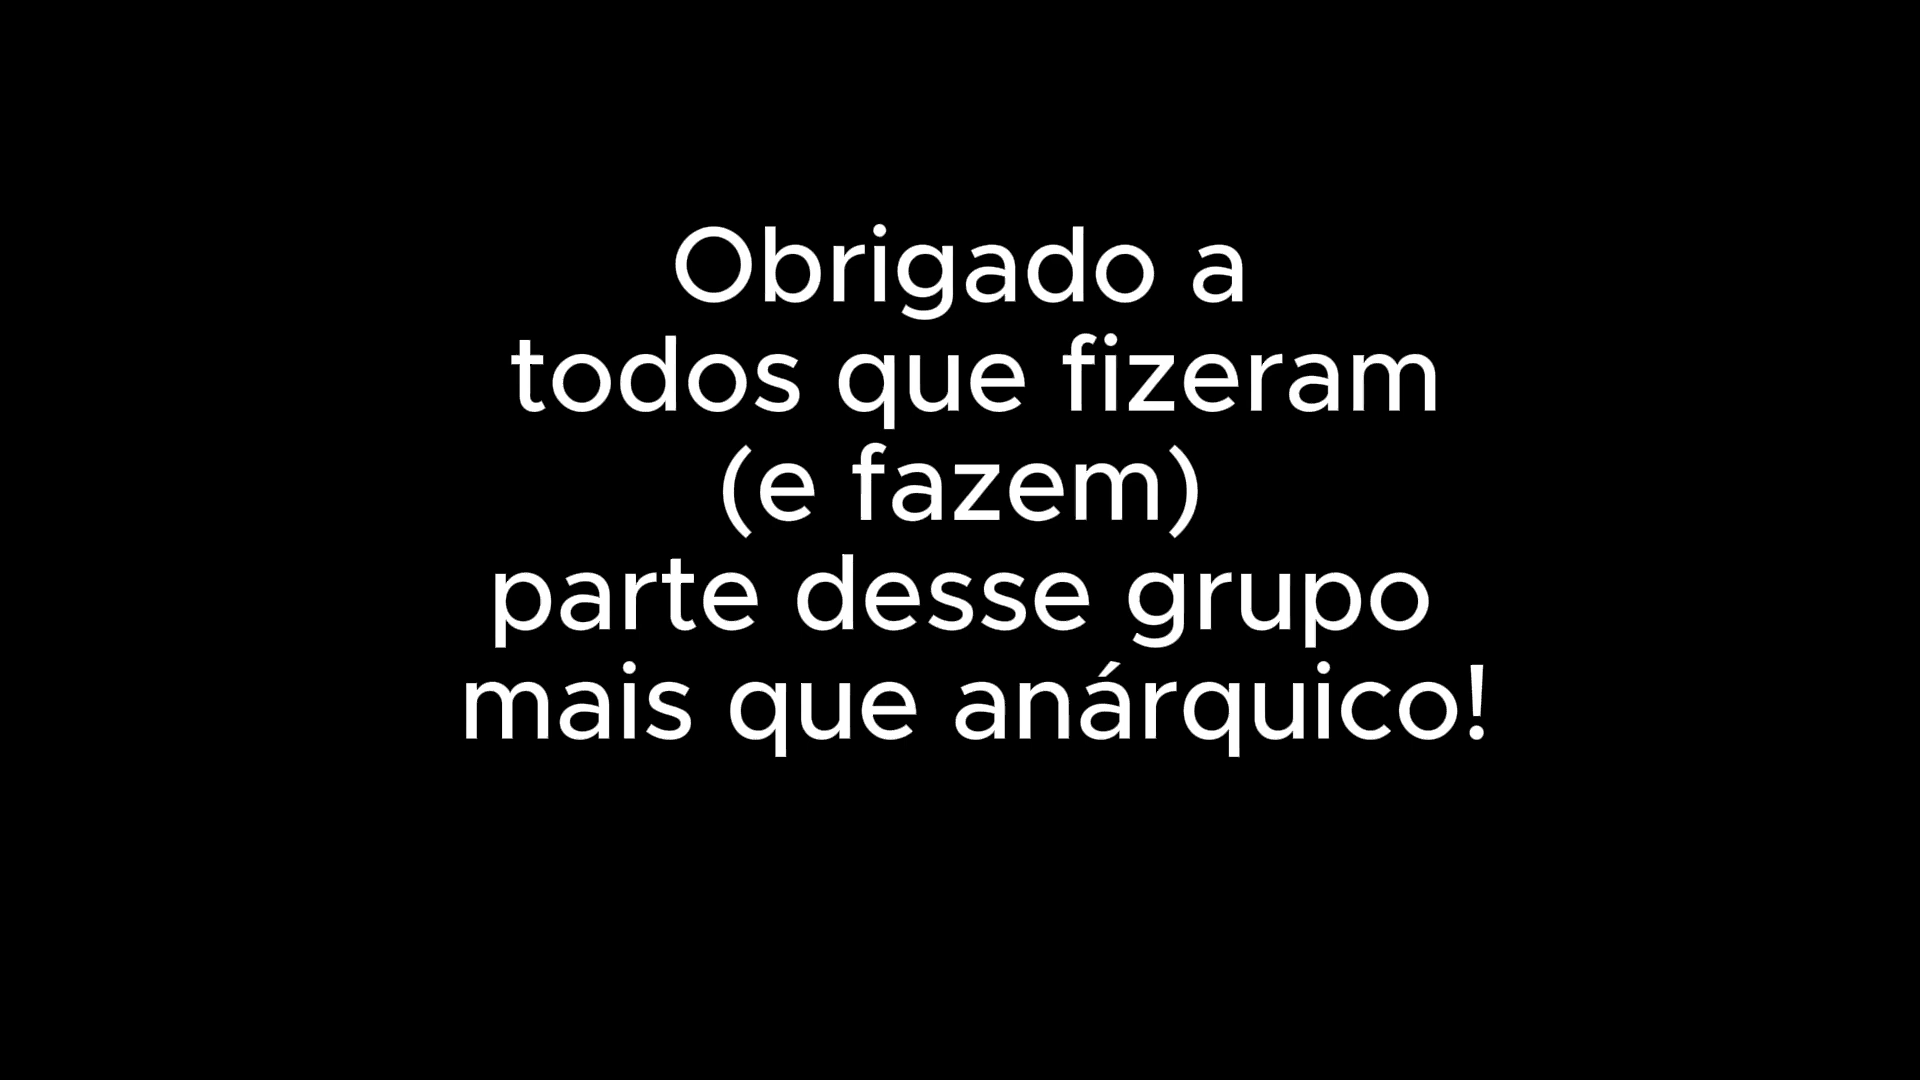 Obrigado a
todos que fizeram
(e fazem)
parte desse grupo
mais que anárquico!